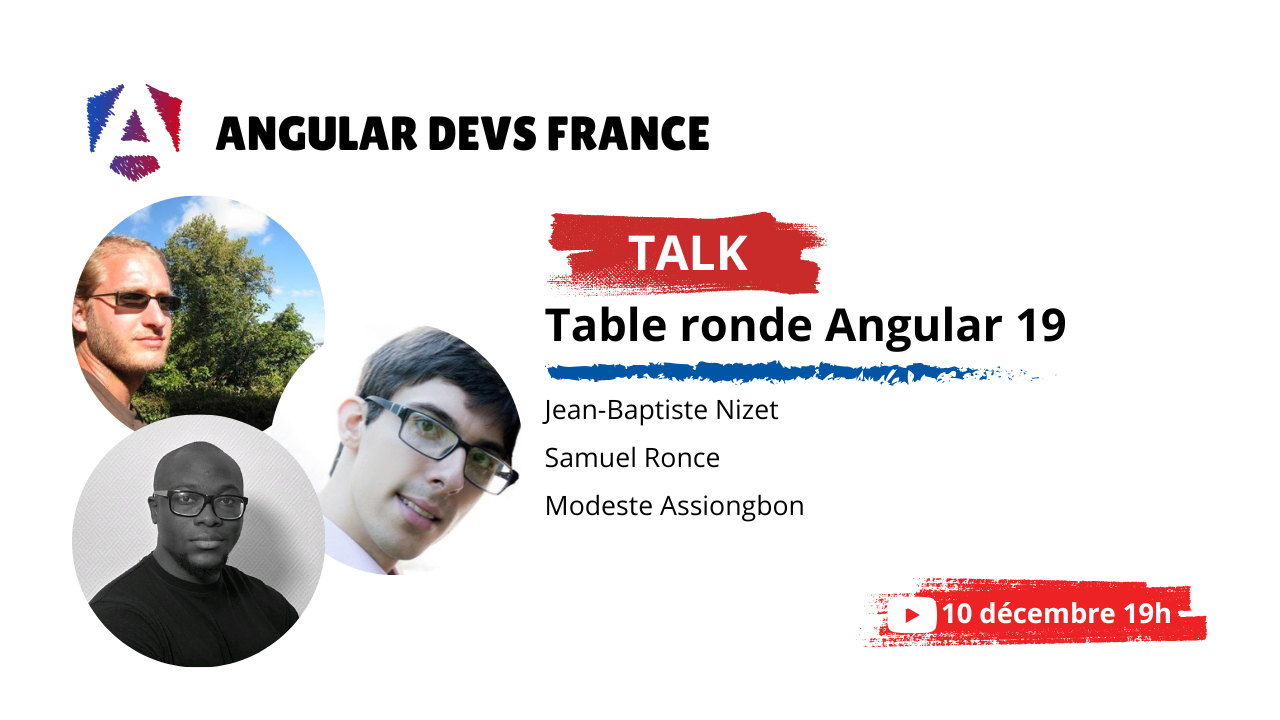 ANGULAR DEVS FRANCE
TALK
Table ronde Angular 19
Jean-Baptiste Nizet
Samuel Ronce
Modeste Assiongbon
10 décembre 19h